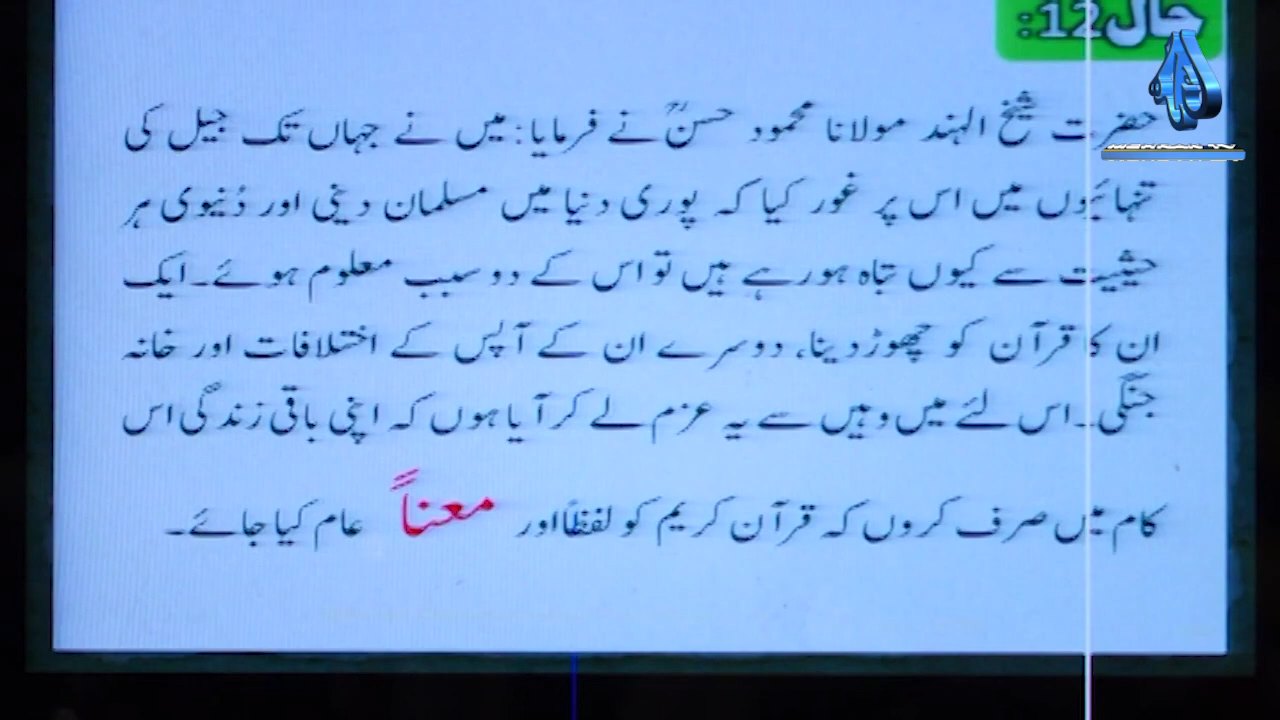 حال 12:
حضرت شیخ الہند مولانا محمود حسنؒ نے فرمایا: میں نے جہاں تک جیل کی
تنہائیوں میں اس پر غور کیا کہ پوری دنیا میں مسلمان دینی اور دُنیوی ہر
حیثیت سے کیوں تباہ ہورہے ہیں تو اس کے دو سبب معلوم ہوئے۔ ایک
ان کا قرآن کو چھوڑدینا، دوسرے ان کے آپس کے اختلافات اور خانہ
جنگی۔ اس لئے میں وہیں سے یہ عزم لے کر آیا ہوں کہ اپنی باقی زندگی اس
کام میں صرف کروں کہ قرآن کریم کو لفظاً اور معناً عام کیا جائے۔